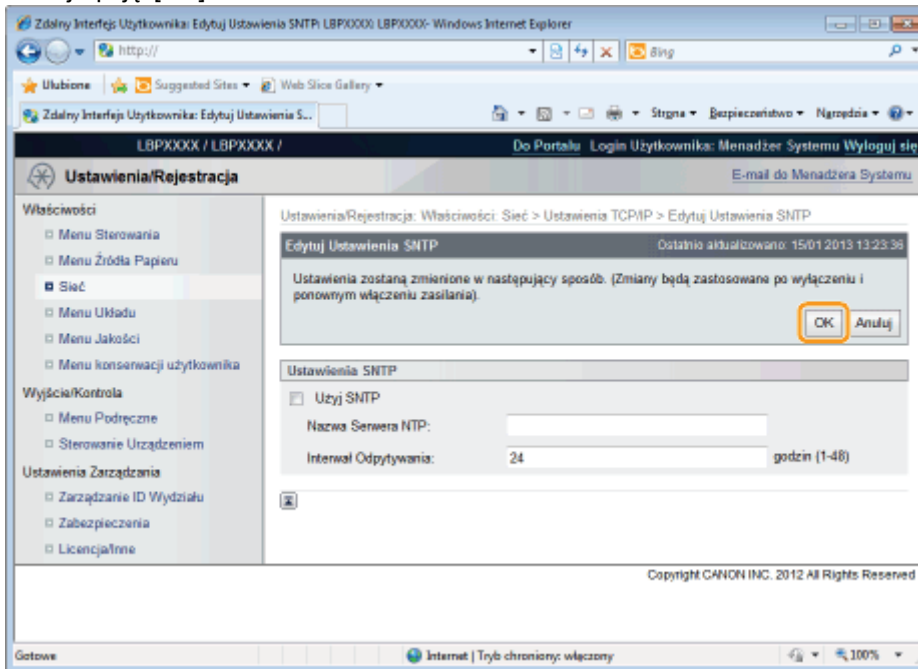 Zdalny Interfejs Użytkownika: Edytuj Ustawienia SNTP: LBPXXXX: LBPXXXX- Windows Internet Explorer
http://
Bing
Ulubione Suggested Sites Web Slice Gallery
Zdalny Interfejs Użytkownika: Edytuj Ustawienia S...
Strona Bezpieczeństwo Narzędzia
LBPXXXX / LBPXXXX /
Do Portalu Login Użytkownika: Menadżer Systemu Wyloguj się
Ustawienia/Rejestracja
E-mail do Menadżera Systemu
Właściwości
Menu Sterowania
Menu Źródła Papieru
Sieć
Menu Układu
Menu Jakości
Menu konserwacji użytkownika
Wyjście/Kontrola
Menu Podręczne
Sterowanie Urządzeniem
Ustawienia Zarządzania
Zarządzanie ID Wydziału
Zabezpieczenia
Licencja/Inne
Ustawienia/Rejestracja: Właściwości: Sieć > Ustawienia TCP/IP > Edytuj Ustawienia SNTP
Edytuj Ustawienia SNTP
Ostatnio aktualizowano: 15/01 2013 13:23:36
Ustawienia zostaną zmienione w następujący sposób. (Zmiany będą zastosowane po wyłączeniu i
ponownym włączeniu zasilania).
OK Anuluj
Ustawienia SNTP
Użyj SNTP
Nazwa Serwera NTP:
Interwał Odpytywania: 24 godzin (1-48)
Copyright CANON INC. 2012 All Rights Reserved
Gotowe
Internet | Tryb chroniony: włączony
100%